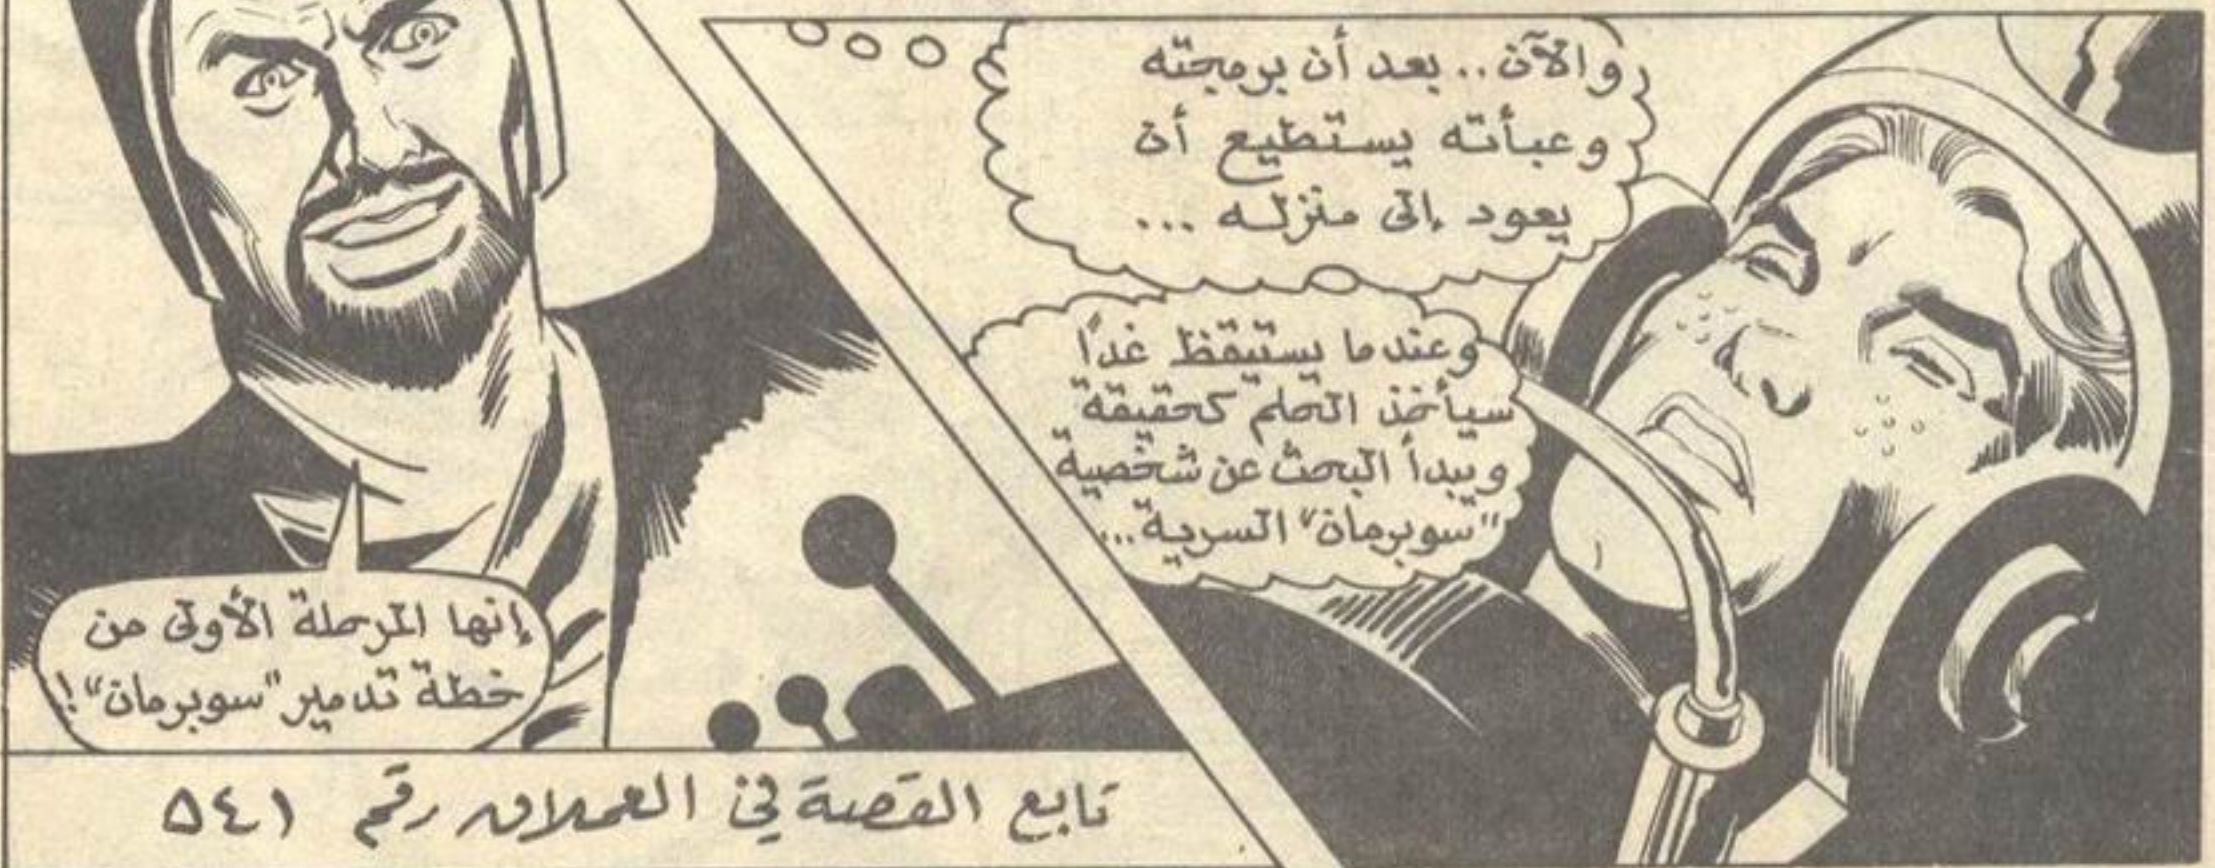 والآن.. بعد أن برمجته
وعبأته يستطيع أن
يعود إلى منزله ...
وعندما يستيقظ غداً
سيأخذ الحلم كحقيقة
ويبدأ البحث عن شخصية
"سوبرمان" السرية...
إنها المرحلة الأولى من
خطة تدمير "سوبرمان"!
تابع القصة في العملاق رقم ٥٤١